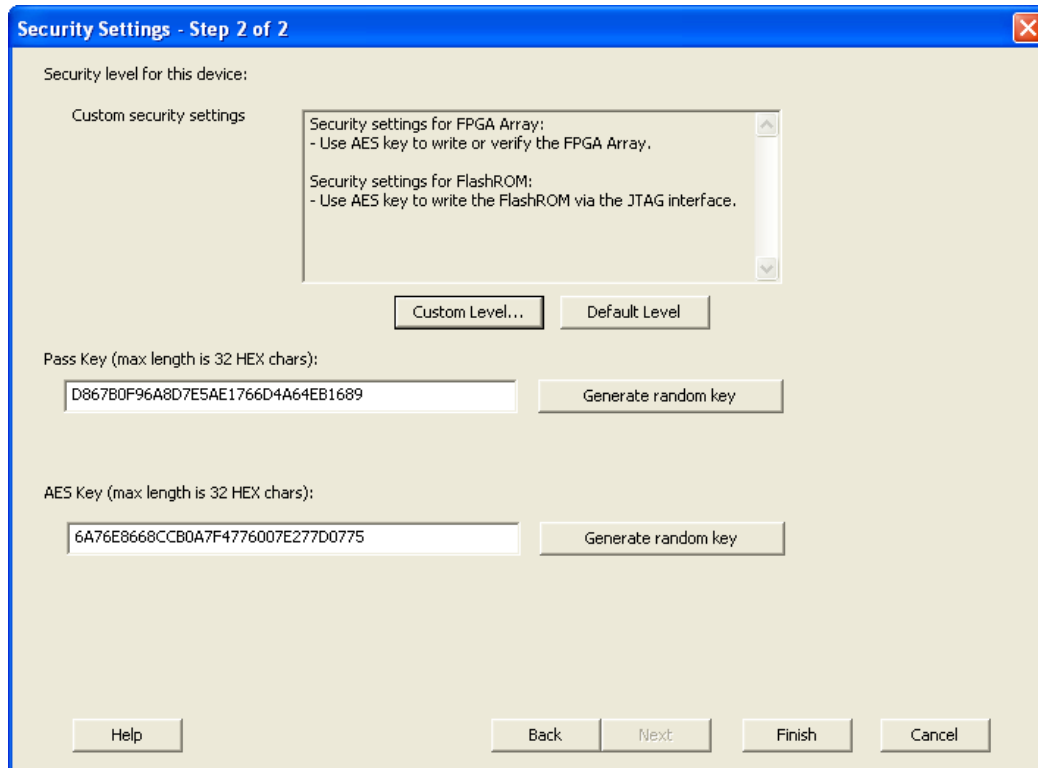 Security Settings - Step 2 of 2
Security level for this device:
Custom security settings
Security settings for FPGA Array:
- Use AES key to write or verify the FPGA Array.
Security settings for FlashROM:
- Use AES key to write the FlashROM via the JTAG interface.
Custom Level...
Default Level
Pass Key (max length is 32 HEX chars):
D867B0F96A8D7E5AE1766D4A64EB1689
Generate random key
AES Key (max length is 32 HEX chars):
6A76E8668CCB0A7F4776007E277D0775
Generate random key
Help
Back
Next
Finish
Cancel